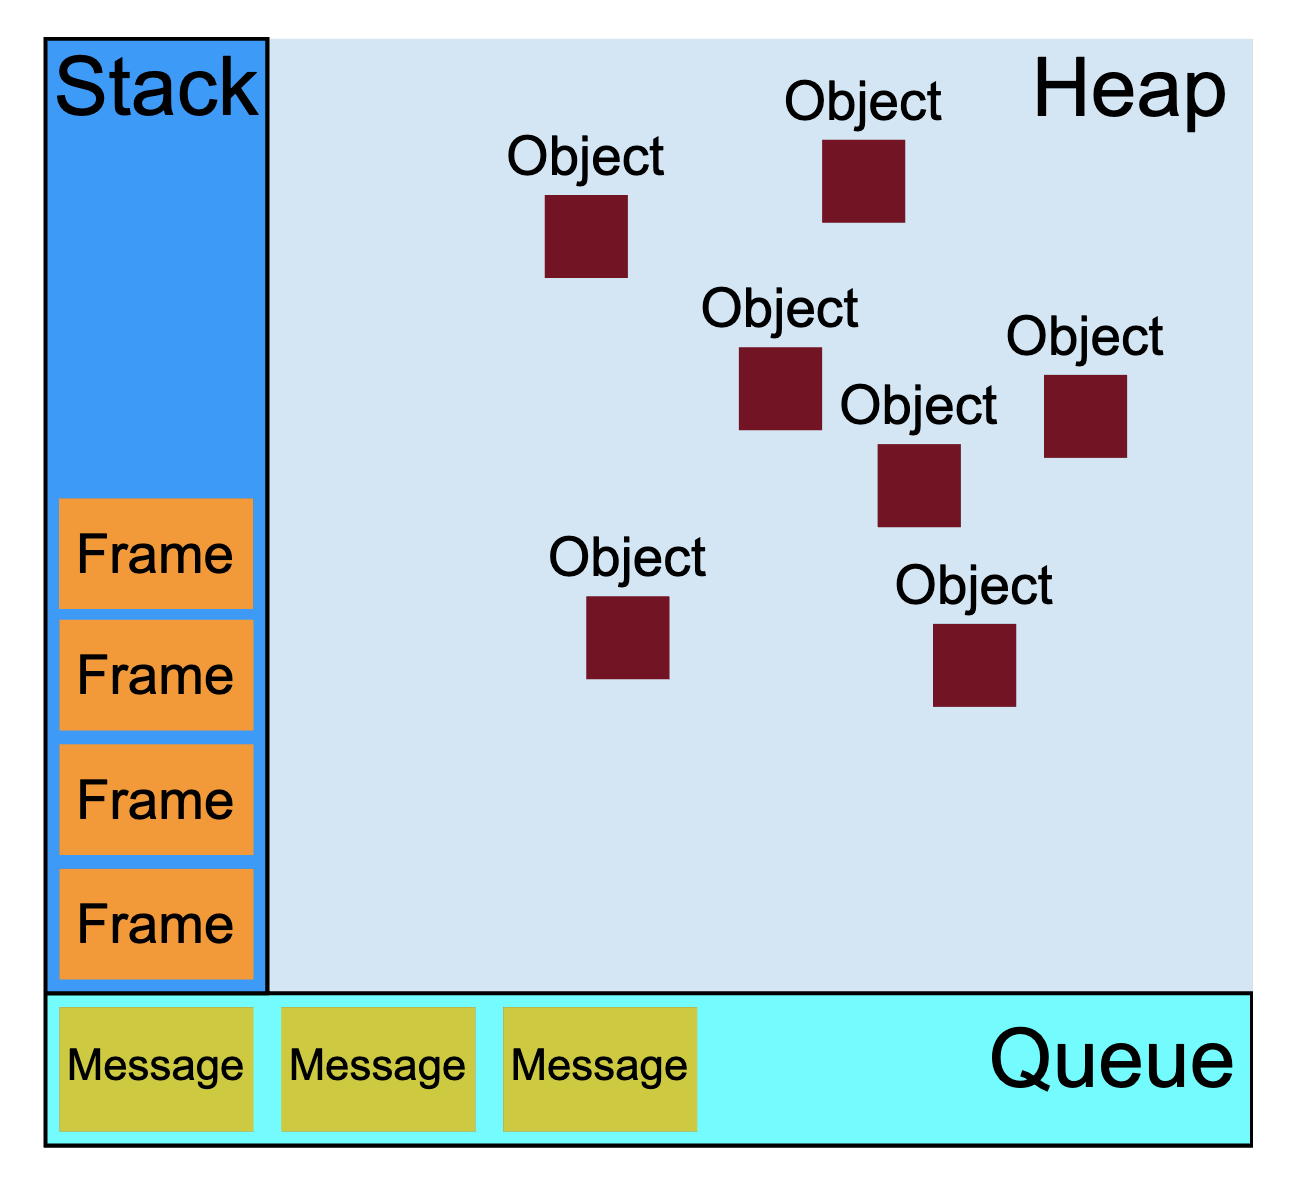 Stack
Heap
Object
Object
Object
Object
Object
Object
Object
Frame
Frame
Frame
Frame
Message
Message
Message
Queue